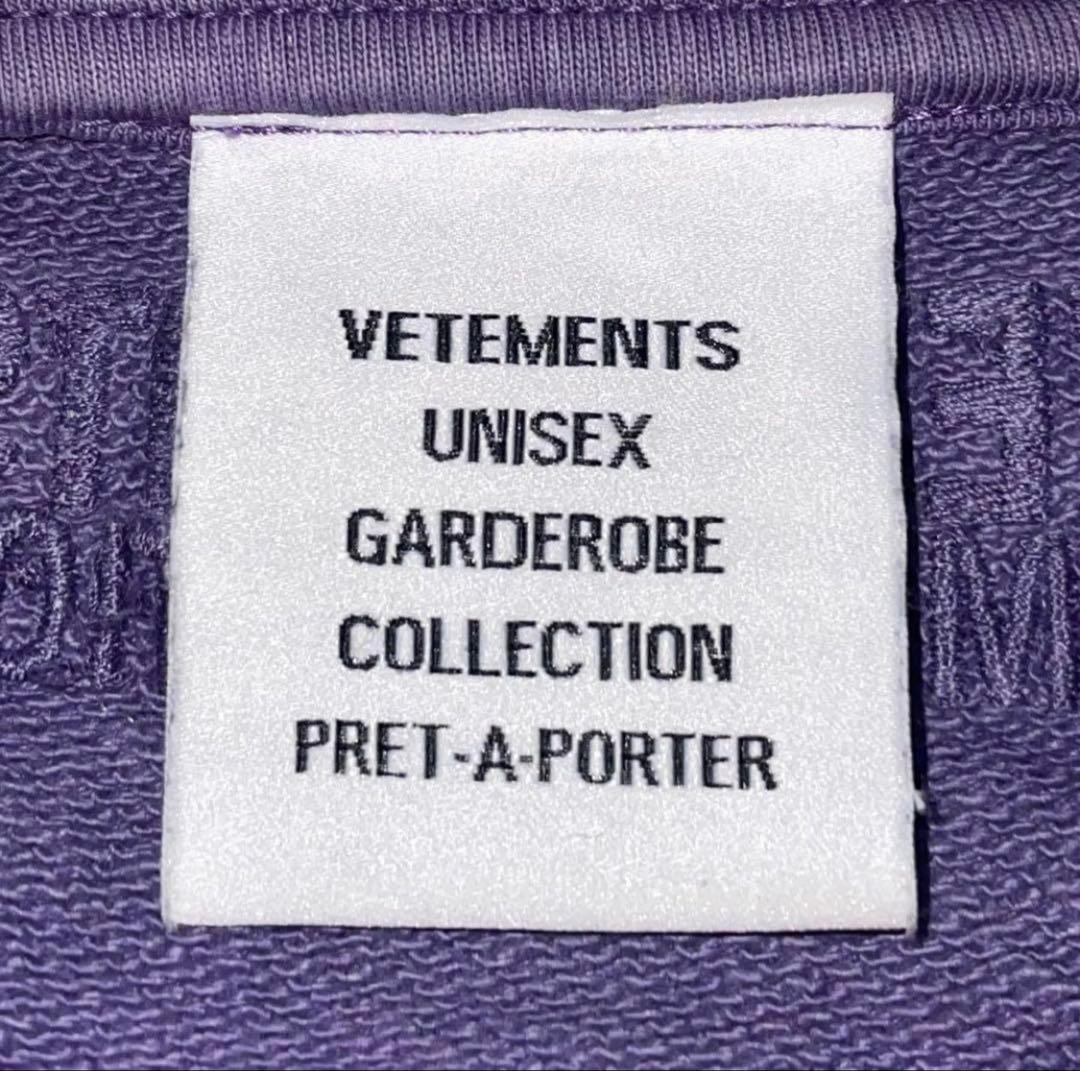 VETEMENTS
UNISEX
GARDEROBE
COLLECTION
PRET-A-PORTER